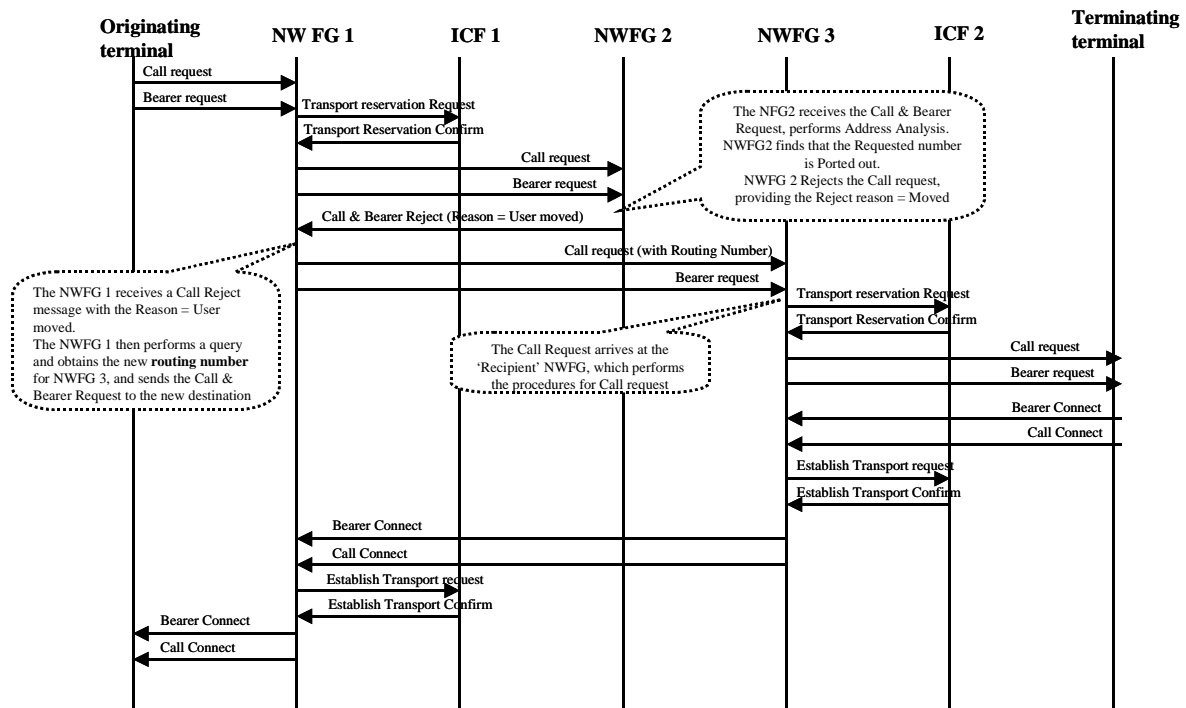 Originating
terminal
NW FG 1
ICF 1
NWFG 2
NWFG 3
ICF 2
Terminating
terminal
Call request
Bearer request
Transport reservation Request
Transport Reservation Confirm
Call request
Bearer request
The NFG2 receives the Call & Bearer
Request, performs Address Analysis.
NWFG2 finds that the Requested number
is Ported out.
NWFG 2 Rejects the Call request,
providing the Reject reason = Moved
Call & Bearer Reject (Reason = User moved)
Call request (with Routing Number)
Bearer request
The NWFG 1 receives a Call Reject
message with the Reason = User
moved.
The NWFG 1 then performs a query
and obtains the new routing number
for NWFG 3, and sends the Call &
Bearer Request to the new destination
Transport reservation Request
Transport Reservation Confirm
The Call Request arrives at the
‘Recipient’ NWFG, which performs
the procedures for Call request
Call request
Bearer request
Bearer Connect
Call Connect
Establish Transport request
Establish Transport Confirm
Bearer Connect
Call Connect
Establish Transport request
Establish Transport Confirm
Bearer Connect
Call Connect